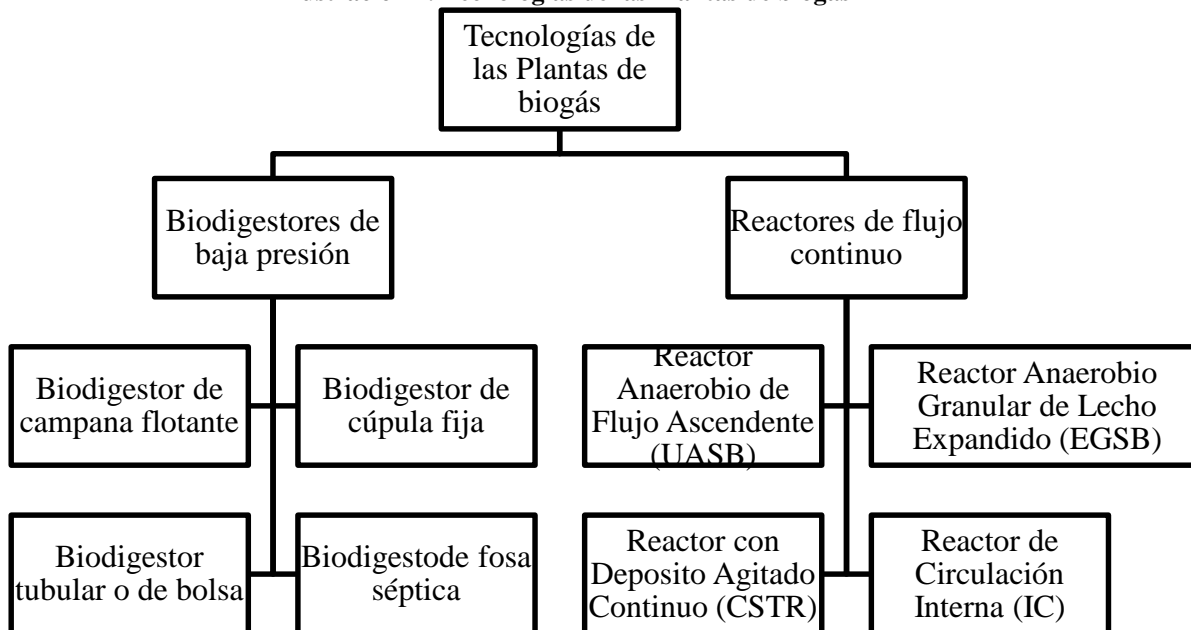 Tecnologías de
las Plantas de
biogás
Biodigestores de
baja presión
Reactores de flujo
continuo
Biodigestor de
campana flotante
Biodigestor de
cúpula fija
Reactor
Anaerobio de
Flujo Ascendente
(UASB)
Reactor Anaerobio
Granular de Lecho
Expandido (EGSB)
Biodigestor
tubular o de bolsa
Biodigestode fosa
séptica
Reactor con
Deposito Agitado
Continuo (CSTR)
Reactor de
Circulación
Interna (IC)